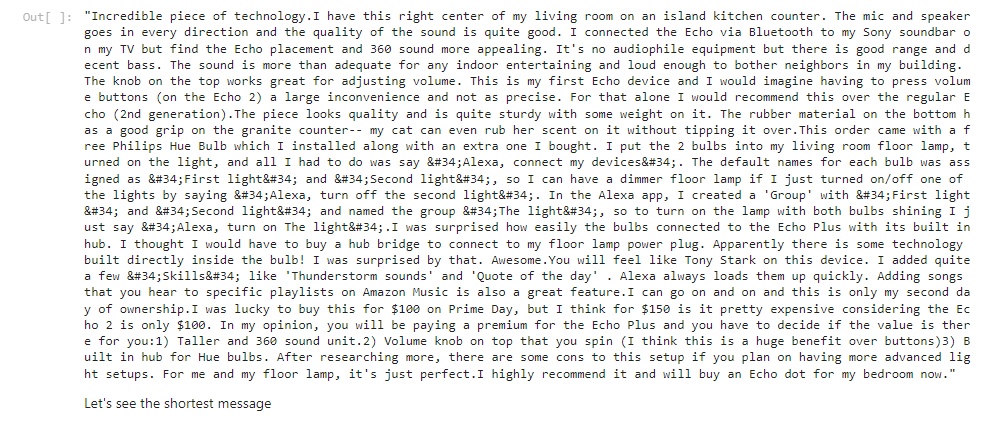 Out[ ]: "Incredible piece of technology.I have this right center of my living room on an island kitchen counter. The mic and speaker
goes in every direction and the quality of the sound is quite good. I connected the Echo via Bluetooth to my Sony soundbar o
n my TV but find the Echo placement and 360 sound more appealing. It's no audiophile equipment but there is good range and d
ecent bass. The sound is more than adequate for any indoor entertaining and loud enough to bother neighbors in my building.
The knob on the top works great for adjusting volume. This is my first Echo device and I would imagine having to press volum
e buttons (on the Echo 2) a large inconvenience and not as precise. For that alone I would recommend this over the regular E
cho (2nd generation).The piece looks quality and is quite sturdy with some weight on it. The rubber material on the bottom h
as a good grip on the granite counter-- my cat can even rub her scent on it without tipping it over.This order came with a f
ree Philips Hue Bulb which I installed along with an extra one I bought. I put the 2 bulbs into my living room floor lamp, t
urned on the light, and all I had to do was say &#34;Alexa, connect my devices&#34;. The default names for each bulb was ass
igned as &#34;First light&#34; and &#34;Second light&#34;, so I can have a dimmer floor lamp if I just turned on/off one of
the lights by saying &#34;Alexa, turn off the second light&#34;. In the Alexa app, I created a 'Group' with &#34;First light
&#34; and &#34;Second light&#34; and named the group &#34;The light&#34;, so to turn on the lamp with both bulbs shining I j
ust say &#34;Alexa, turn on The light&#34;.I was surprised how easily the bulbs connected to the Echo Plus with its built in
hub. I thought I would have to buy a hub bridge to connect to my floor lamp power plug. Apparently there is some technology
built directly inside the bulb! I was surprised by that. Awesome.You will feel like Tony Stark on this device. I added quite
a few &#34;Skills&#34; like 'Thunderstorm sounds' and 'Quote of the day' . Alexa always loads them up quickly. Adding songs
that you hear to specific playlists on Amazon Music is also a great feature.I can go on and on and this is only my second da
y of ownership.I was lucky to buy this for $100 on Prime Day, but I think for $150 is it pretty expensive considering the Ec
ho 2 is only $100. In my opinion, you will be paying a premium for the Echo Plus and you have to decide if the value is ther
e for you:1) Taller and 360 sound unit.2) Volume knob on top that you spin (I think this is a huge benefit over buttons)3) B
uilt in hub for Hue bulbs. After researching more, there are some cons to this setup if you plan on having more advanced lig
ht setups. For me and my floor lamp, it's just perfect.I highly recommend it and will buy an Echo dot for my bedroom now."
Let's see the shortest message